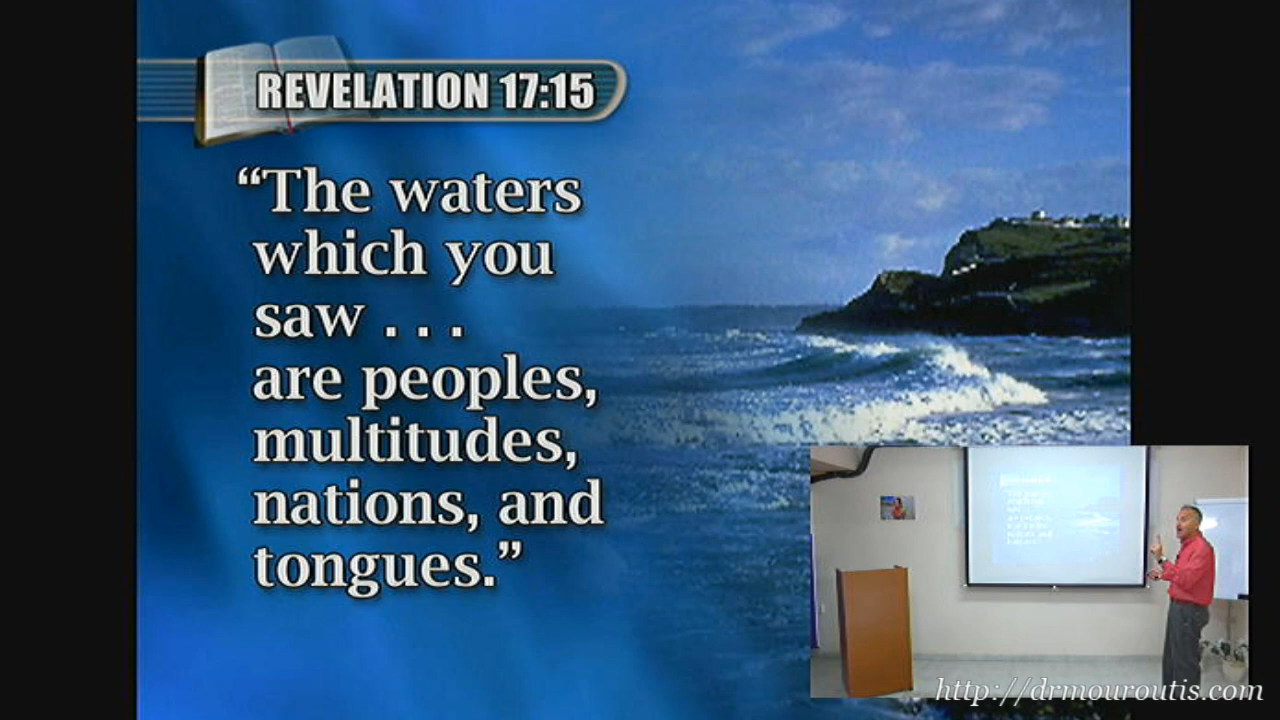 REVELATION 17:15
“The waters
which you
saw . . .
are peoples,
multitudes,
nations, and
tongues.”
http://drmouroutis.com